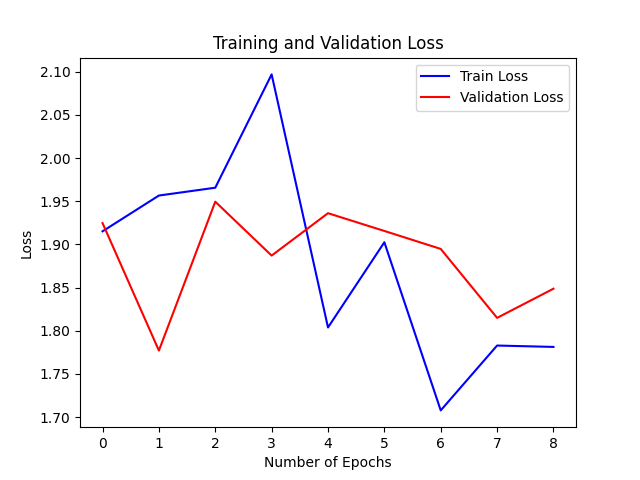 Training and Validation Loss
Train Loss
Validation Loss
2.10
2.05
2.00
1.95
1.90
1.85
1.80
1.75
1.70
Loss
0 1 2 3 4 5 6 7 8
Number of Epochs